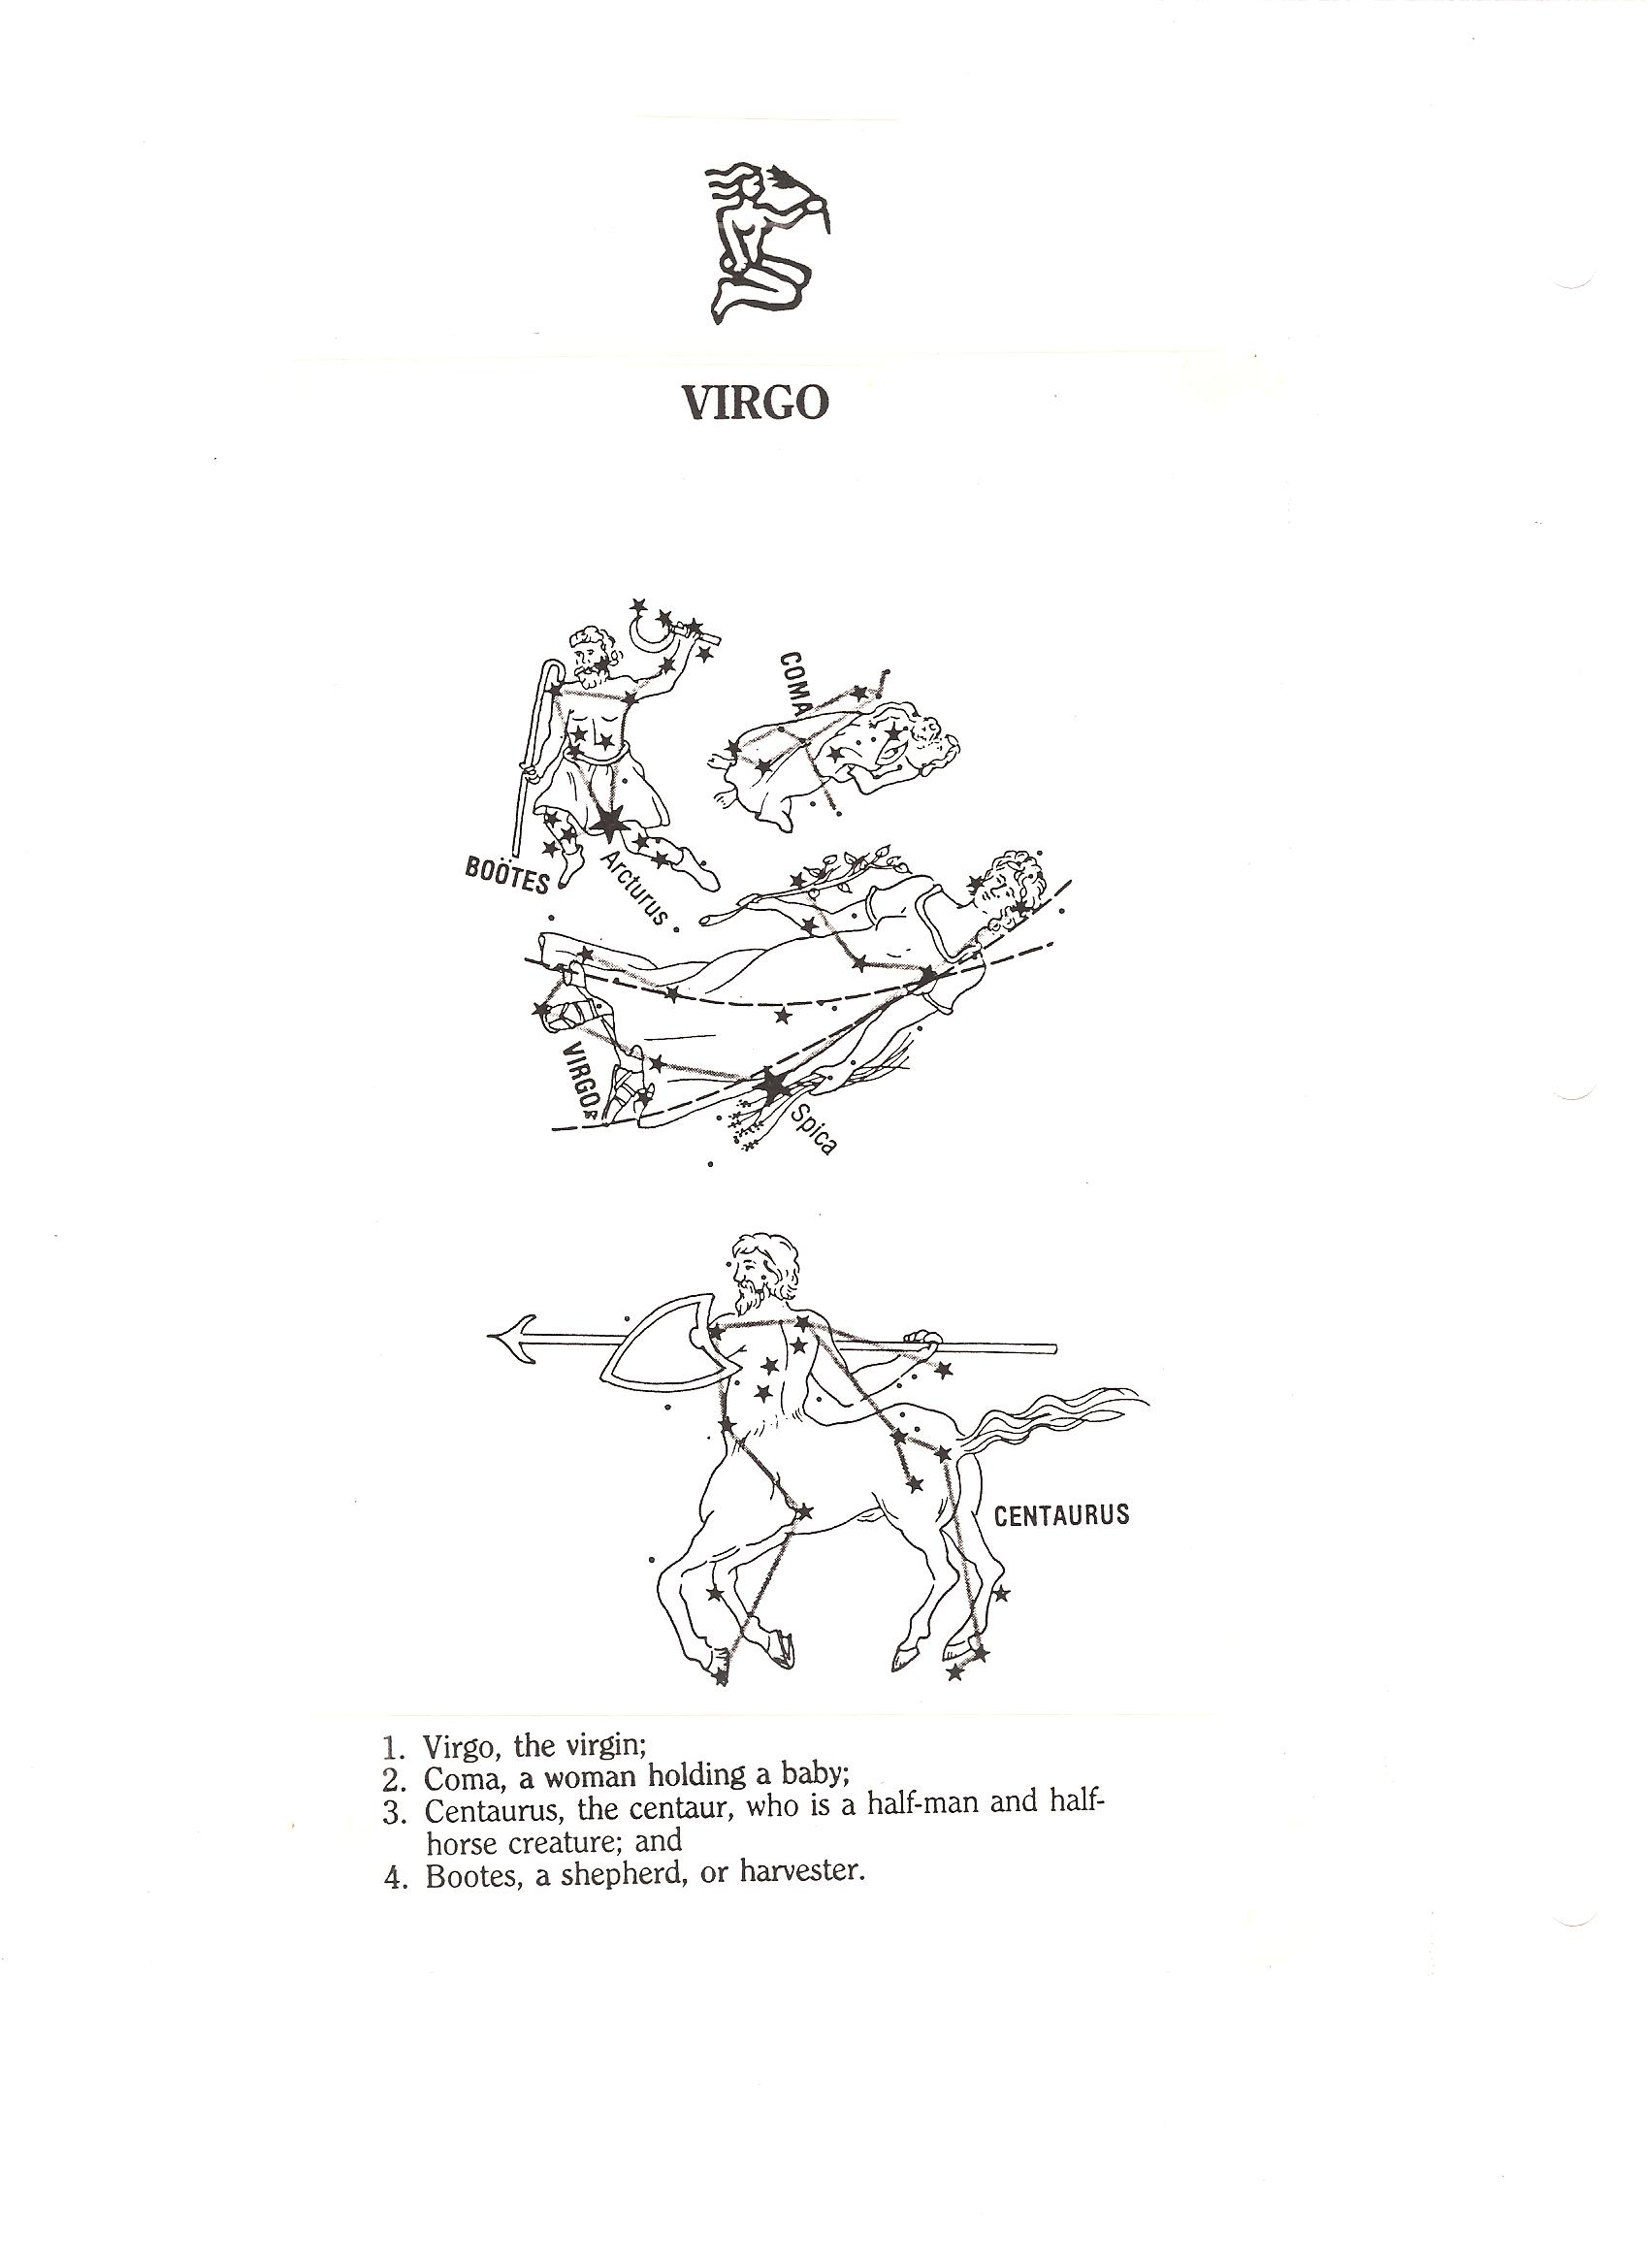 VIRGO
COMA
BOÖTES
Arcturus
VIRGO
Spica
CENTAURUS
1. Virgo, the virgin;
2. Coma, a woman holding a baby;
3. Centaurus, the centaur, who is a half-man and half-
horse creature; and
4. Bootes, a shepherd, or harvester.